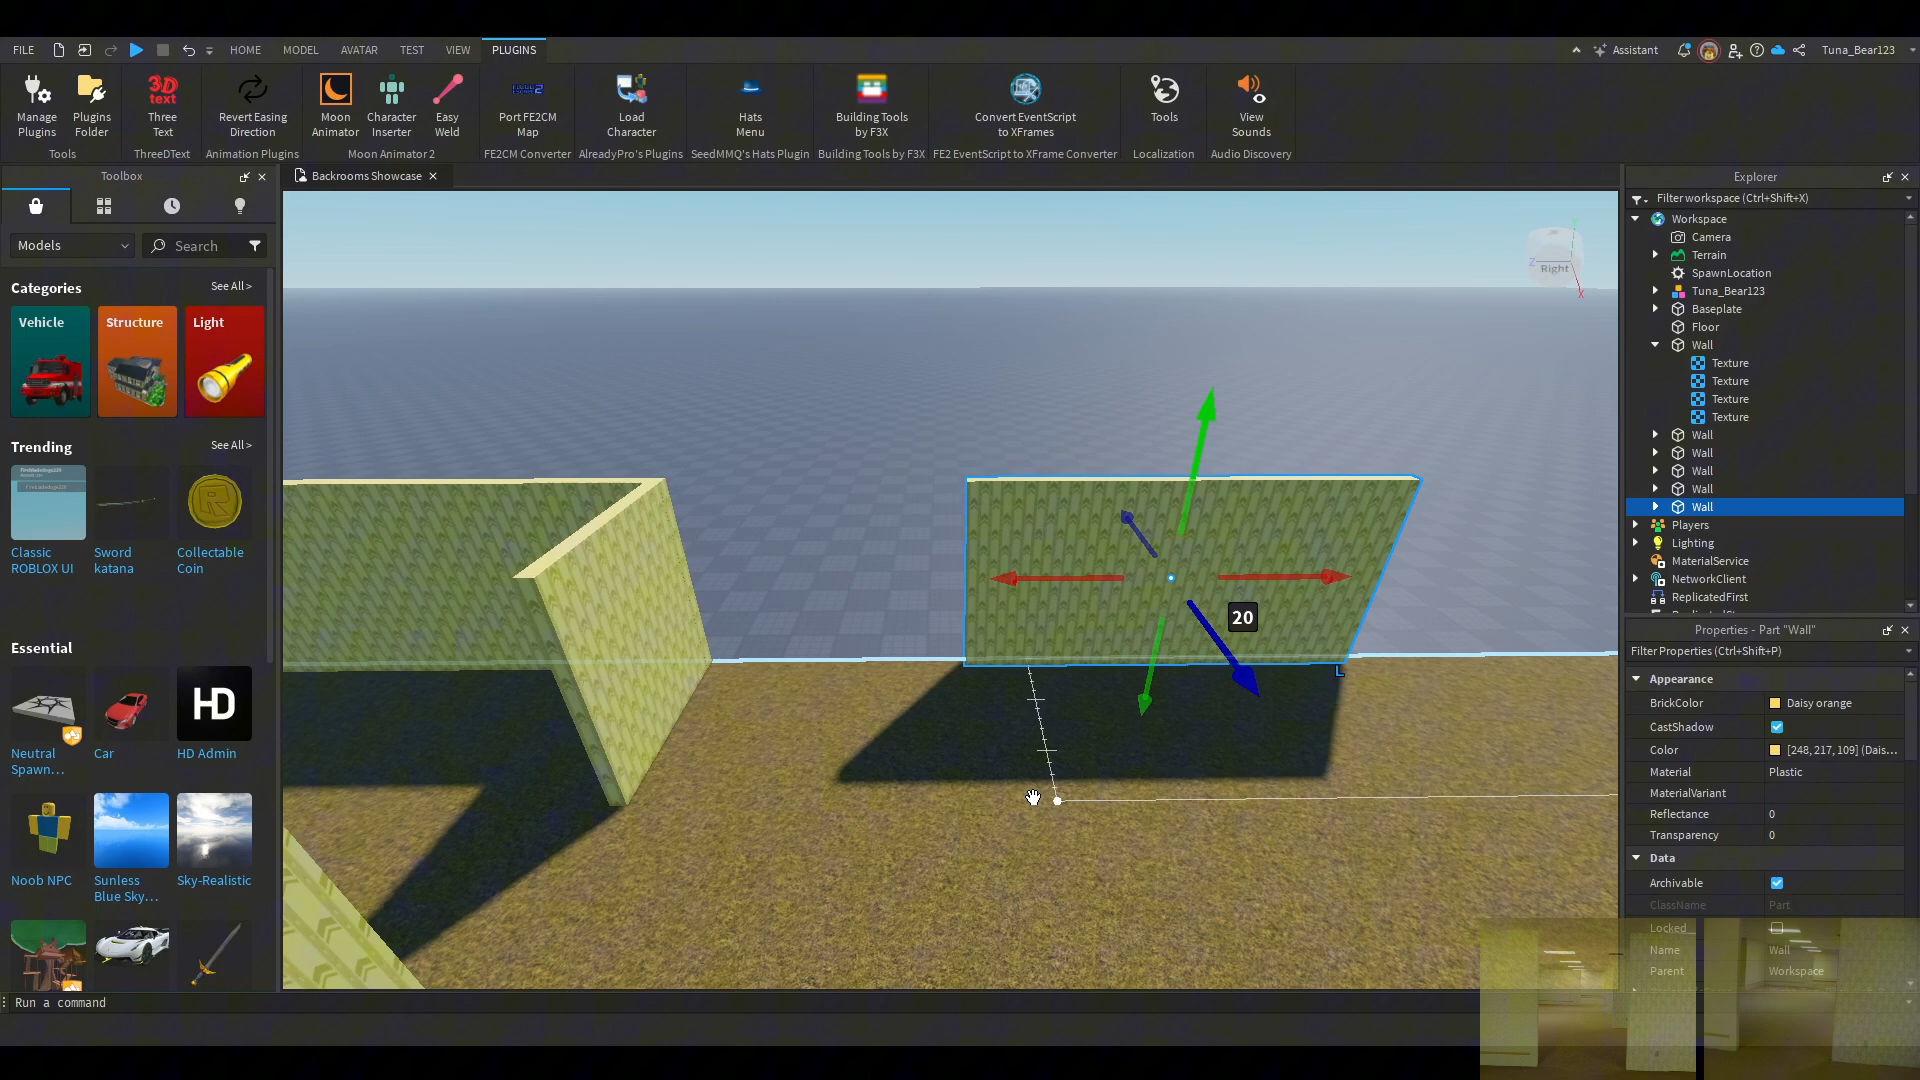 FILE HOME MODEL AVATAR TEST VIEW PLUGINS Assistant Tuna_Bear123
Manage Plugins
Plugins Folder
3D text
Three Text
Revert Easing Direction
Moon Animator
Character Inserter
Easy Weld
Port FE2CM Map
Load Character
Hats Menu
Building Tools by F3X
Convert EventScript to XFrames
Tools
View Sounds
Tools ThreeDText Animation Plugins Moon Animator 2 FE2CM Converter AlreadyPro's Plugins SeedMMQ's Hats Plugin Building Tools by F3X FE2 EventScript to XFrame Converter Localization Audio Discovery
Toolbox
Models
Search
Categories See All >
Vehicle Structure Light
Trending See All >
Classic ROBLOX UI
Sword katana
Collectable Coin
Essential
HD
Neutral Spawn...
Car
HD Admin
Noob NPC
Sunless Blue Sky...
Sky-Realistic
Run a command
Backrooms Showcase
Right
Z
X
20
L
Explorer
Filter workspace (Ctrl+Shift+X)
Workspace
Camera
Terrain
SpawnLocation
Tuna_Bear123
Baseplate
Floor
Wall
Texture
Texture
Texture
Texture
Wall
Wall
Wall
Wall
Wall
Players
Lighting
MaterialService
NetworkClient
ReplicatedFirst
Properties - Part "Wall"
Filter Properties (Ctrl+Shift+P)
Appearance
BrickColor Daisy orange
CastShadow
Color [248, 217, 109] (Dais...
Material Plastic
MaterialVariant
Reflectance 0
Transparency 0
Data
Archivable
ClassName Part
Locked
Name Wall
Parent Workspace